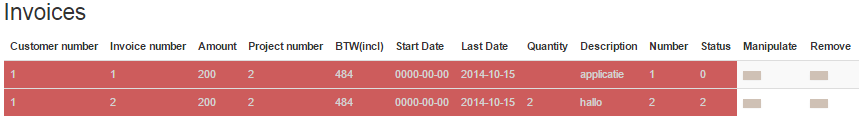 Invoices
Customer number Invoice number Amount Project number BTW(incl) Start Date Last Date Quantity Description Number Status Manipulate Remove
1 1 200 2 484 0000-00-00 2014-10-15 applicatie 1 0
1 2 200 2 484 0000-00-00 2014-10-15 2 hallo 2 2